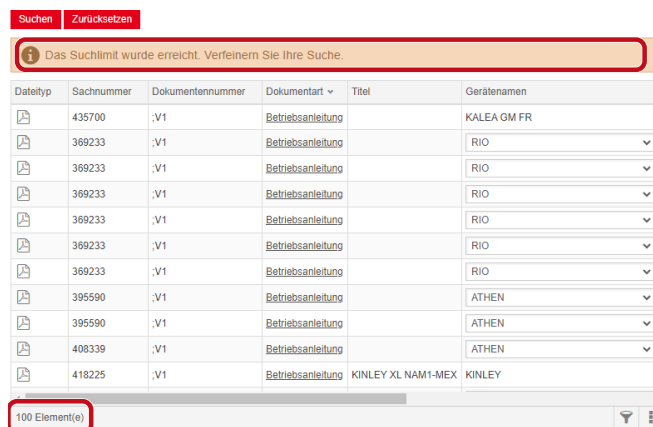 Suchen Zurücksetzen
Das Suchlimit wurde erreicht. Verfeinern Sie Ihre Suche.
Dateityp Sachnummer Dokumentennummer Dokumentart Titel Gerätenamen
435700 ;V1 Betriebsanleitung KALEA GM FR
369233 ;V1 Betriebsanleitung RIO
369233 ;V1 Betriebsanleitung RIO
369233 ;V1 Betriebsanleitung RIO
369233 ;V1 Betriebsanleitung RIO
369233 ;V1 Betriebsanleitung RIO
369233 ;V1 Betriebsanleitung RIO
395590 ;V1 Betriebsanleitung ATHEN
395590 ;V1 Betriebsanleitung ATHEN
408339 ;V1 Betriebsanleitung ATHEN
418225 ;V1 Betriebsanleitung KINLEY XL NAM1-MEX KINLEY
100 Element(e)